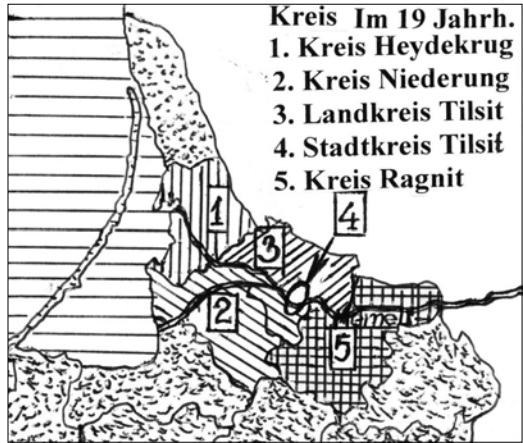 Kreis Im 19 Jahrh.
1. Kreis Heydekrug
2. Kreis Niederung
3. Landkreis Tilsit
4. Stadtkreis Tilsit
5. Kreis Ragnit
4
1
3
2
Memel
5